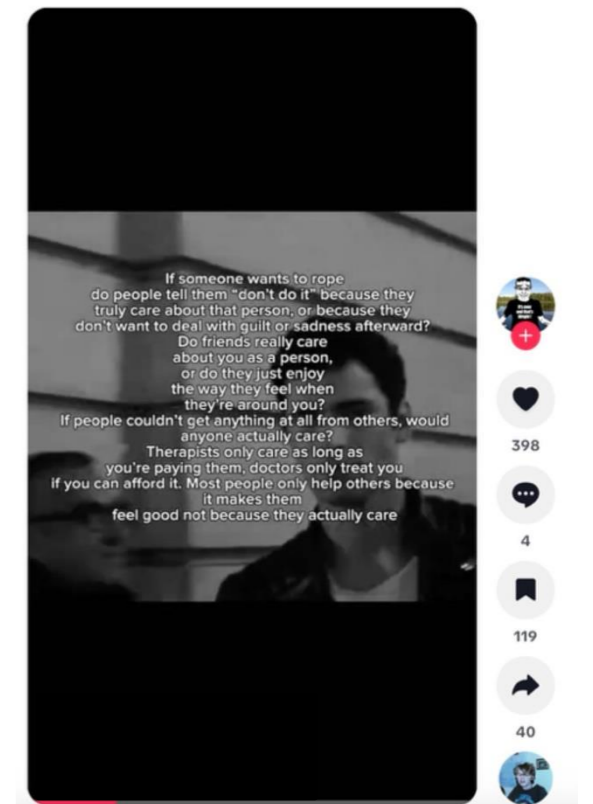 If someone wants to rope
do people tell them "don't do it" because they
truly care about that person, or because they
don't want to deal with guilt or sadness afterward?
Do friends really care
about you as a person,
or do they just enjoy
the way they feel when
they're around you?
If people couldn't get anything at all from others, would
anyone actually care?
Therapists only care as long as
you're paying them, doctors only treat you
if you can afford it. Most people only help others because
it makes them
feel good not because they actually care
398
4
119
40